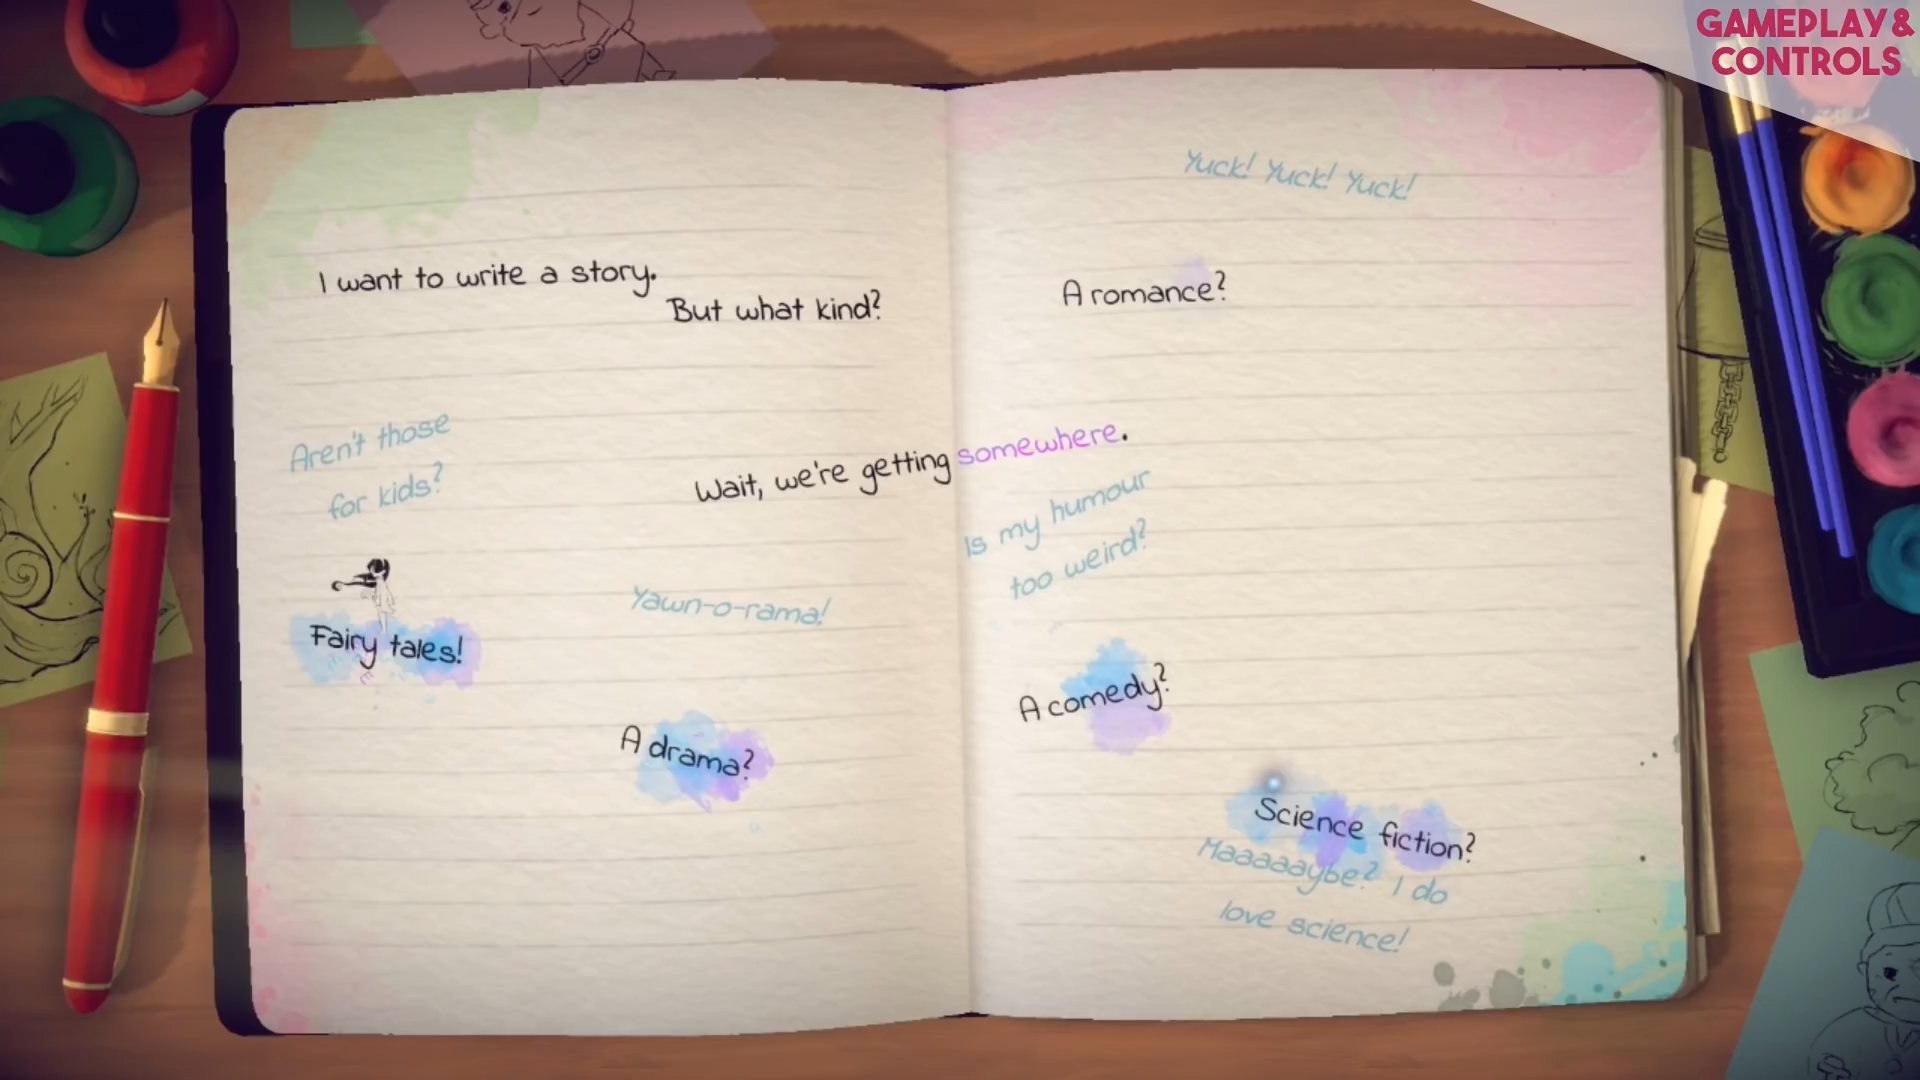 GAMEPLAY &
CONTROLS
I want to write a story.
But what kind?
Aren't those
for kids?
Fairy tales!
Yawn-o-rama!
A drama?
Wait, we're getting somewhere.
Yuck! Yuck! Yuck!
A romance?
Is my humour
too weird?
A comedy?
Science fiction?
Maaaaaybe? I do
love science!